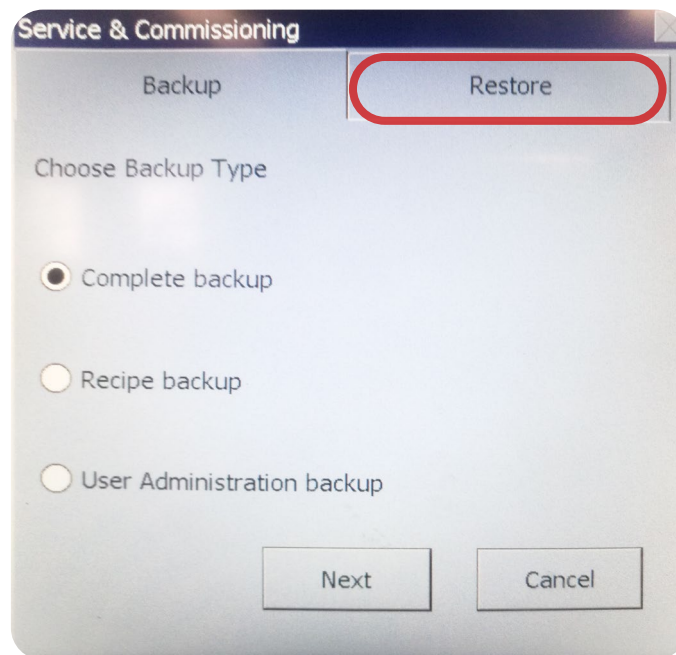 Service & Commissioning
Backup Restore
Choose Backup Type
Complete backup
Recipe backup
User Administration backup
Next Cancel